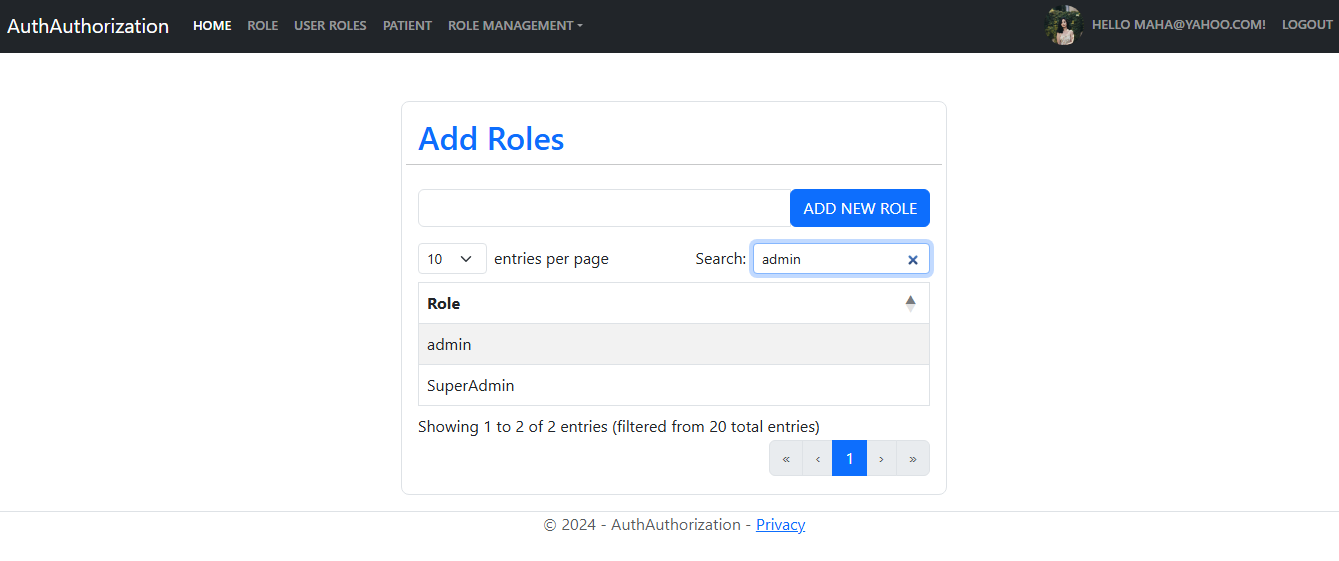 AuthAuthorization HOME ROLE USER ROLES PATIENT ROLE MANAGEMENT HELLO MAHA@YAHOO.COM! LOGOUT
Add Roles
ADD NEW ROLE
10 entries per page Search: admin
Role
admin
SuperAdmin
Showing 1 to 2 of 2 entries (filtered from 20 total entries)
« ‹ 1 › »
© 2024 - AuthAuthorization - Privacy